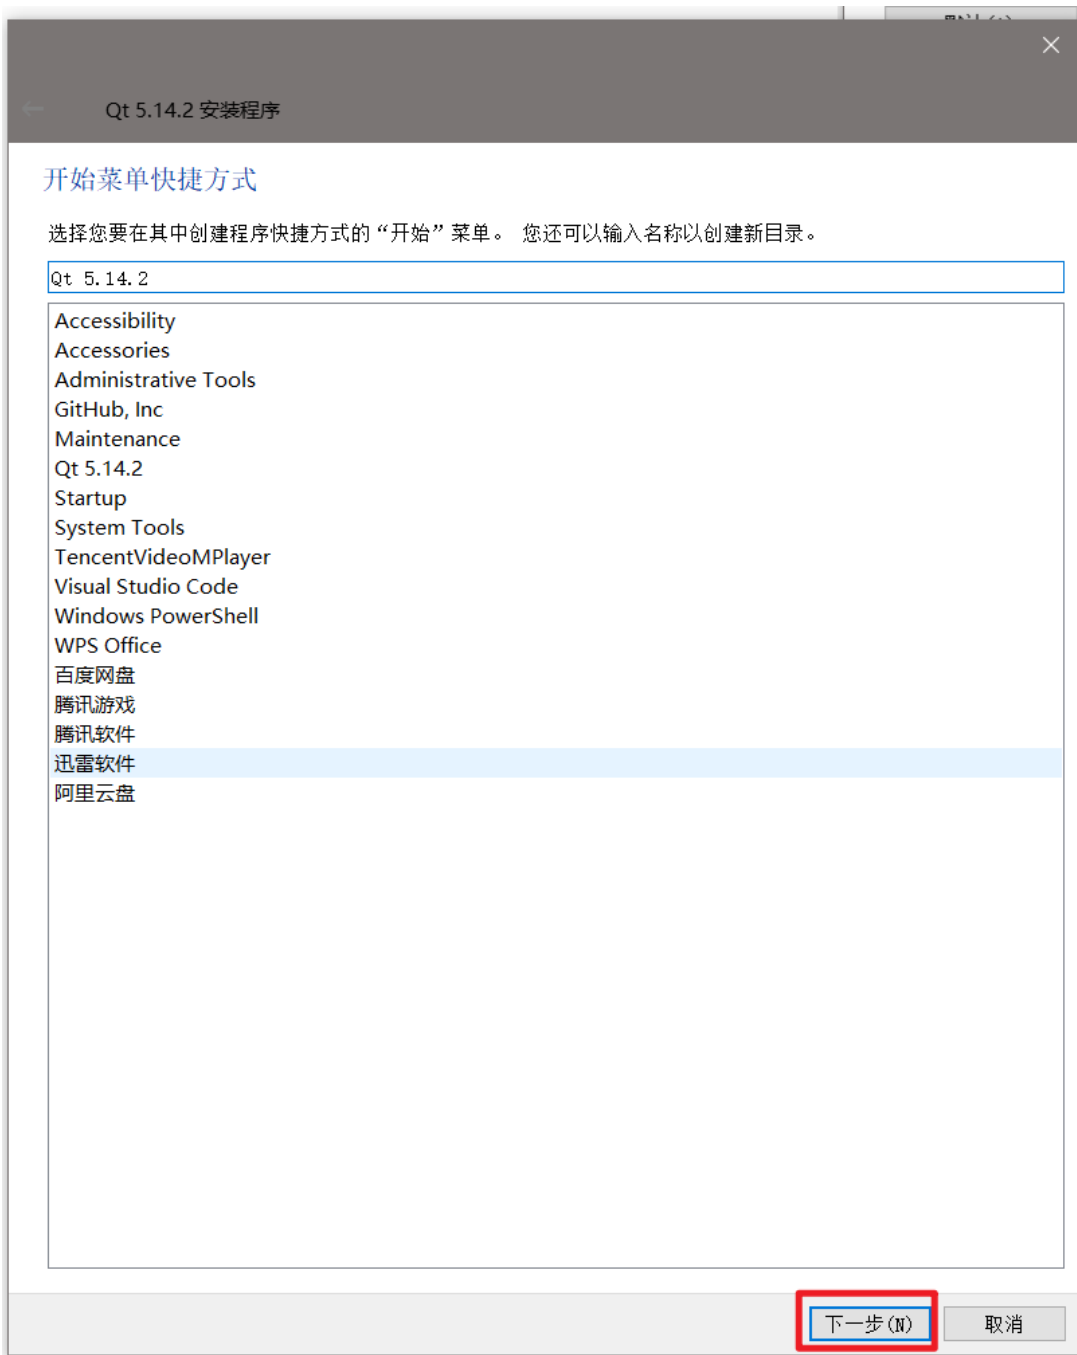 Qt 5.14.2 安装程序
开始菜单快捷方式
选择您要在其中创建程序快捷方式的“开始”菜单。 您还可以输入名称以创建新目录。
Qt 5.14.2
Accessibility
Accessories
Administrative Tools
GitHub, Inc
Maintenance
Qt 5.14.2
Startup
System Tools
TencentVideoMPlayer
Visual Studio Code
Windows PowerShell
WPS Office
百度网盘
腾讯游戏
腾讯软件
迅雷软件
阿里云盘
下一步(N)
取消